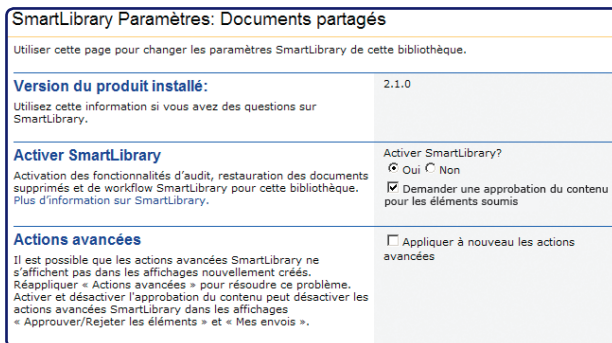 SmartLibrary Paramètres: Documents partagés
Utiliser cette page pour changer les paramètres SmartLibrary de cette bibliothèque.
Version du produit installé:
2.1.0
Utilisez cette information si vous avez des questions sur
SmartLibrary.
Activer SmartLibrary
Activer SmartLibrary?
Activation des fonctionnalités d'audit, restauration des documents
supprimés et de workflow SmartLibrary pour cette bibliothèque.
Plus d'information sur SmartLibrary.
Oui Non
Demander une approbation du contenu
pour les éléments soumis
Actions avancées
Il est possible que les actions avancées SmartLibrary ne
s'affichent pas dans les affichages nouvellement créés.
Réappliquer « Actions avancées » pour résoudre ce problème.
Activer et désactiver l'approbation du contenu peut désactiver les
actions avancées SmartLibrary dans les affichages
« Approuver/Rejeter les éléments » et « Mes envois ».
Appliquer à nouveau les actions
avancées